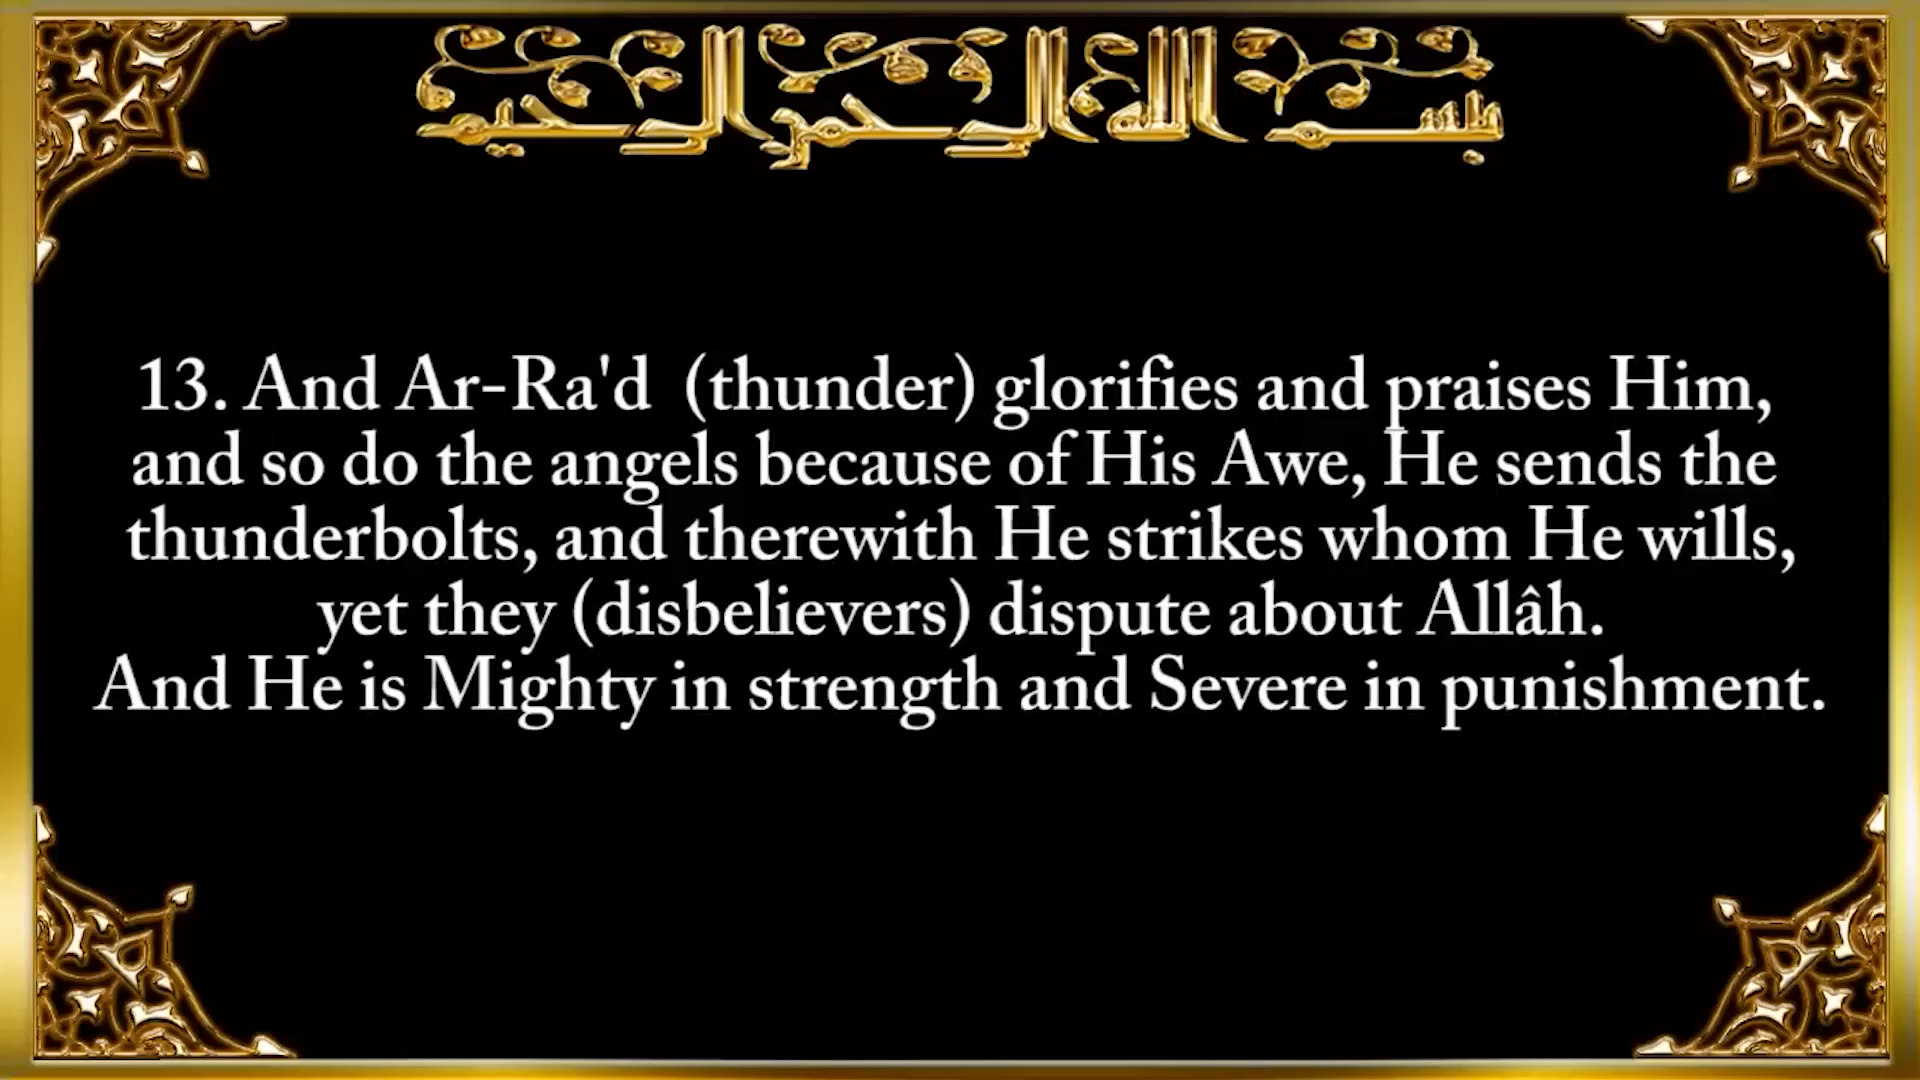 بسم الله الرحمن الرحيم
13. And Ar-Ra'd (thunder) glorifies and praises Him,
and so do the angels because of His Awe, He sends the
thunderbolts, and therewith He strikes whom He wills,
yet they (disbelievers) dispute about Allâh.
And He is Mighty in strength and Severe in punishment.